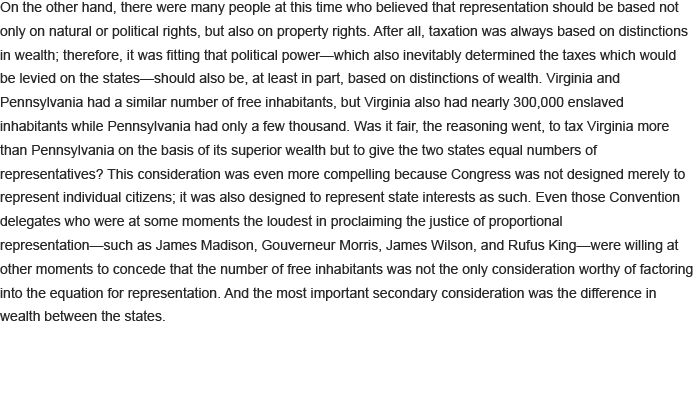 On the other hand, there were many people at this time who believed that representation should be based not
only on natural or political rights, but also on property rights. After all, taxation was always based on distinctions
in wealth; therefore, it was fitting that political power—which also inevitably determined the taxes which would
be levied on the states—should also be, at least in part, based on distinctions of wealth. Virginia and
Pennsylvania had a similar number of free inhabitants, but Virginia also had nearly 300,000 enslaved
inhabitants while Pennsylvania had only a few thousand. Was it fair, the reasoning went, to tax Virginia more
than Pennsylvania on the basis of its superior wealth but to give the two states equal numbers of
representatives? This consideration was even more compelling because Congress was not designed merely to
represent individual citizens; it was also designed to represent state interests as such. Even those Convention
delegates who were at some moments the loudest in proclaiming the justice of proportional
representation—such as James Madison, Gouverneur Morris, James Wilson, and Rufus King—were willing at
other moments to concede that the number of free inhabitants was not the only consideration worthy of factoring
into the equation for representation. And the most important secondary consideration was the difference in
wealth between the states.